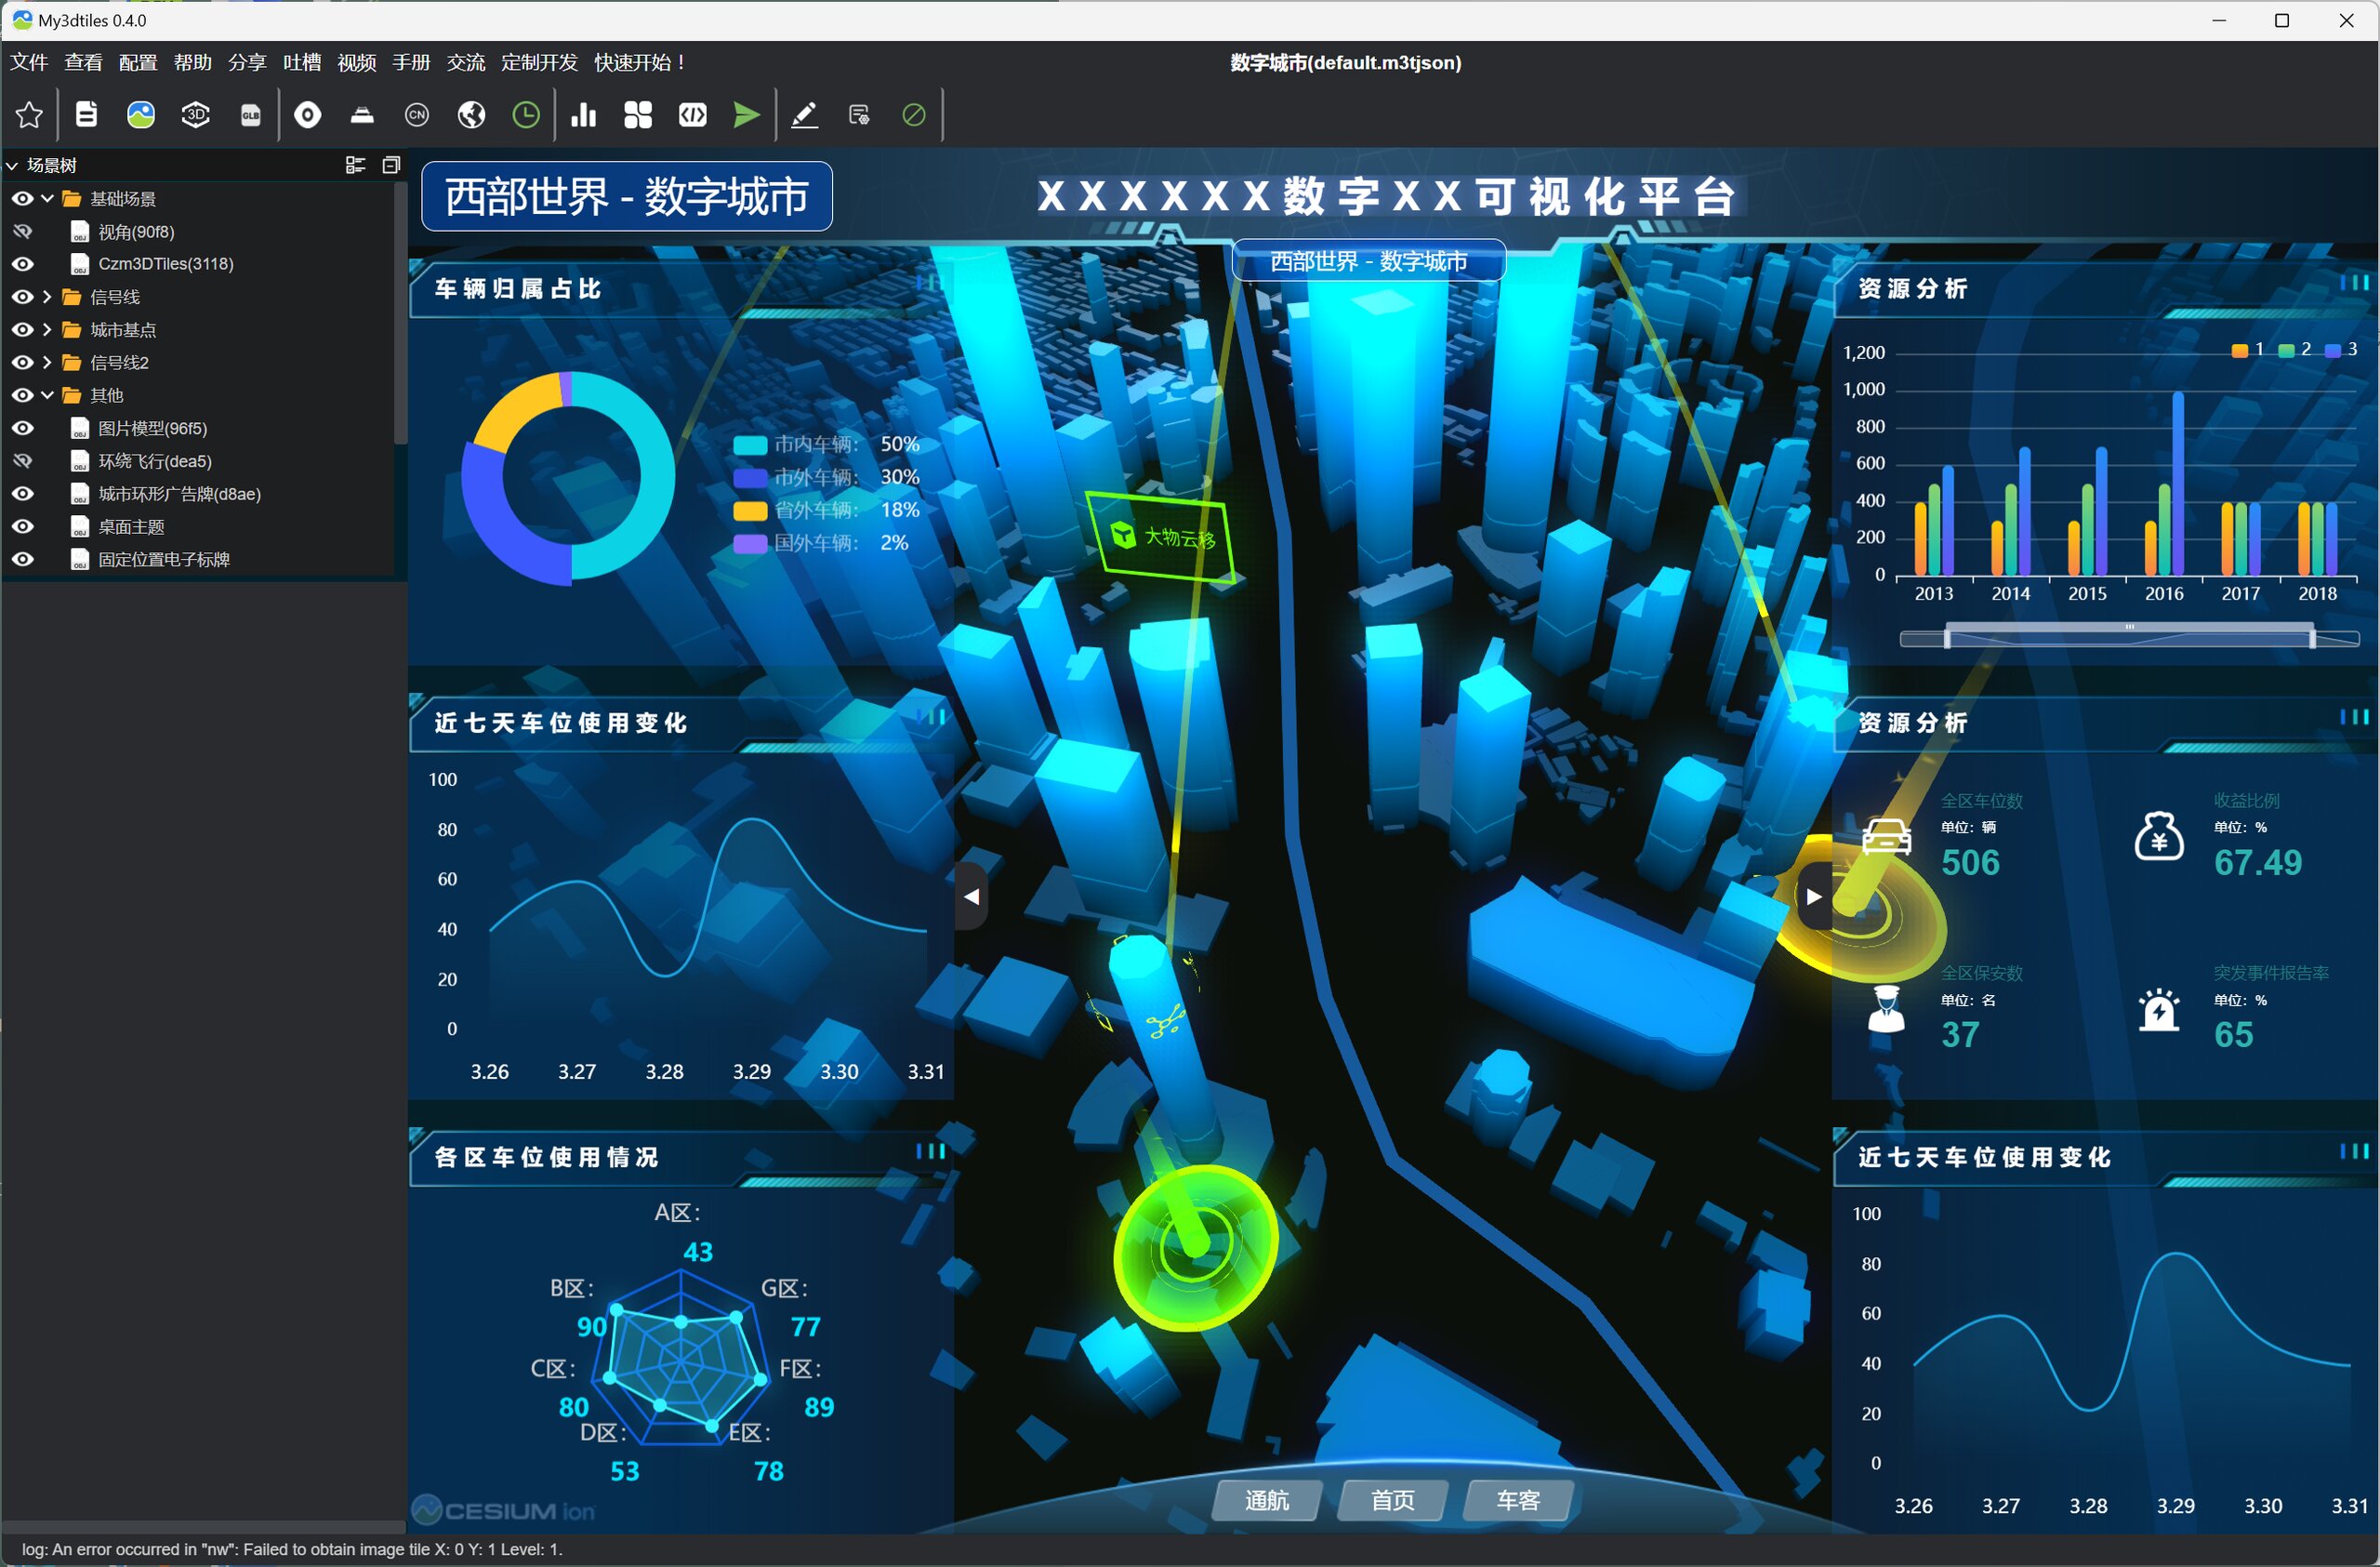 My3dtiles 0.4.0
文件 查看 配置 帮助 分享 吐槽 视频 手册 交流 定制开发 快速开始！
数字城市(default.m3tjson)
3D
GLB
CN
场景树
基础场景
视角(90f8)
Czm3DTiles(3118)
信号线
城市基点
信号线2
其他
图片模型(96f5)
环绕飞行(dea5)
城市环形广告牌(d8ae)
桌面主题
固定位置电子标牌
西部世界 - 数字城市
XXXXXX数字XX可视化平台
西部世界 - 数字城市
车辆归属占比
市内车辆： 50%
市外车辆： 30%
省外车辆： 18%
国外车辆： 2%
大物云移
近七天车位使用变化
100
80
60
40
20
0
3.26 3.27 3.28 3.29 3.30 3.31
各区车位使用情况
A区：
43
B区：
90
G区：
77
C区：
80
F区：
89
D区：
53
E区：
78
CESIUM ion
资源分析
1 2 3
1,200
1,000
800
600
400
200
0
2013 2014 2015 2016 2017 2018
资源分析
全区车位数
单位：辆
506
收益比例
单位：%
67.49
全区保安数
单位：名
37
突发事件报告率
单位：%
65
近七天车位使用变化
100
80
60
40
20
0
3.26 3.27 3.28 3.29 3.30 3.31
通航 首页 车客
log: An error occurred in "nw": Failed to obtain image tile X: 0 Y: 1 Level: 1.